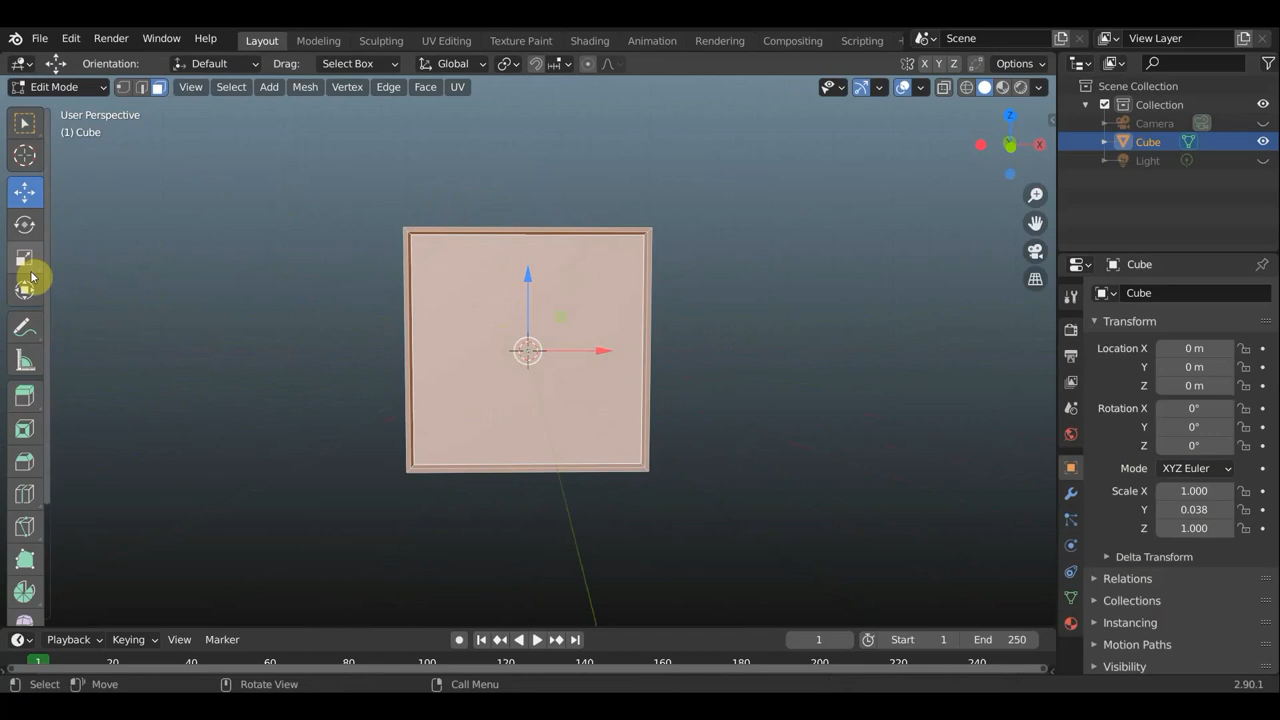 File Edit Render Window Help Layout Modeling Sculpting UV Editing Texture Paint Shading Animation Rendering Compositing Scripting Scene View Layer
Orientation: Default Drag: Select Box Global X Y Z Options
Edit Mode View Select Add Mesh Vertex Edge Face UV
User Perspective
(1) Cube
Z
X
Scene Collection
Collection
Camera
Cube
Light
Cube
Cube
Transform
Location X 0 m
Y 0 m
Z 0 m
Rotation X 0°
Y 0°
Z 0°
Mode XYZ Euler
Scale X 1.000
Y 0.038
Z 1.000
Delta Transform
Relations
Collections
Instancing
Motion Paths
Visibility
Playback Keying View Marker 1 Start 1 End 250
1 20 40 60 80 100 120 140 160 180 200 220 240
Select Move Rotate View Call Menu 2.90.1